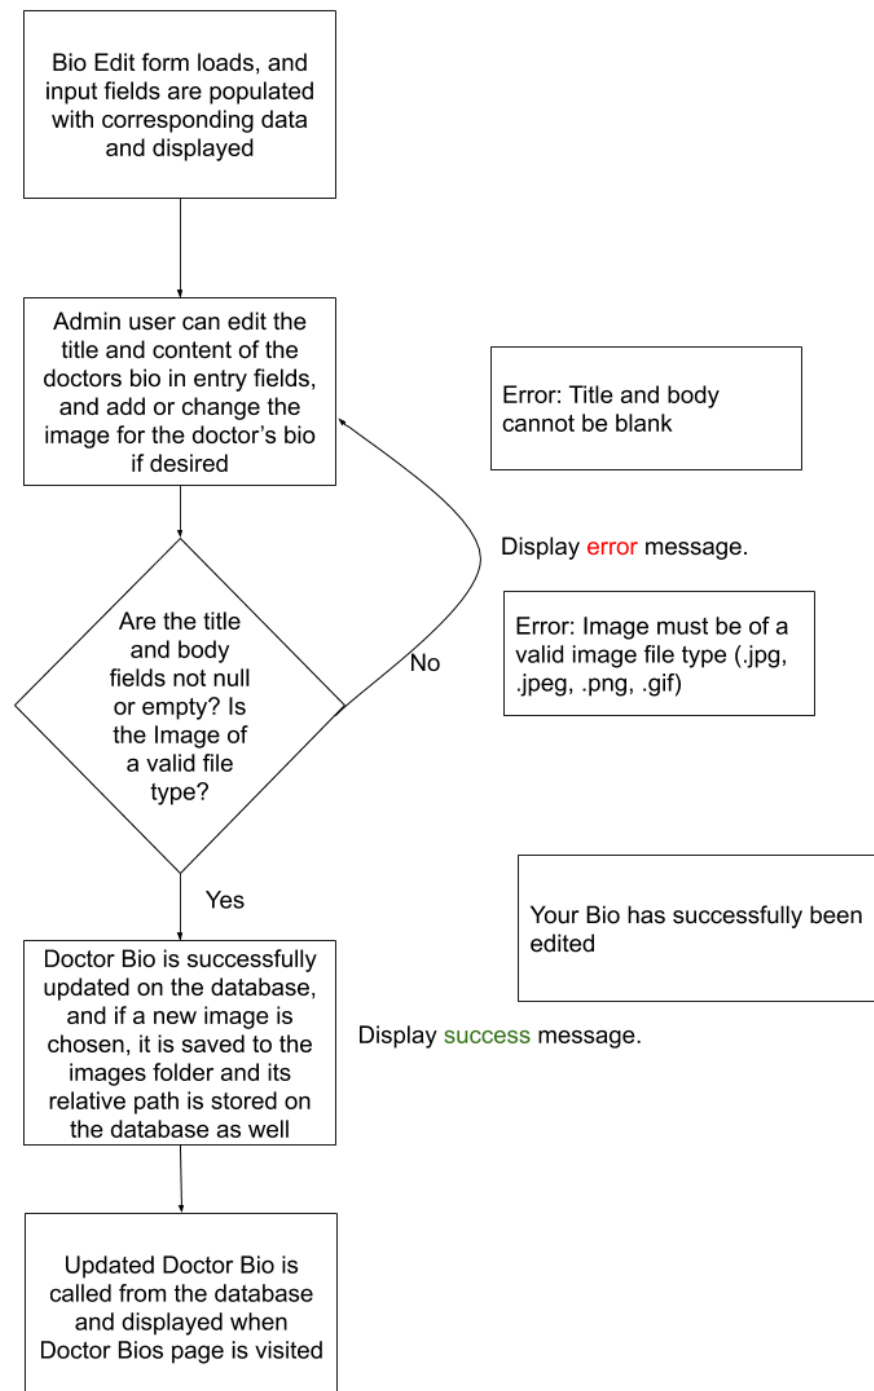 Bio Edit form loads, and
input fields are populated
with corresponding data
and displayed
Admin user can edit the
title and content of the
doctors bio in entry fields,
and add or change the
image for the doctor's bio
if desired
Error: Title and body
cannot be blank
Display error message.
Error: Image must be of a
valid image file type (.jpg,
.jpeg, .png, .gif)
No
Are the title
and body
fields not null
or empty? Is
the Image of
a valid file
type?
Yes
Your Bio has successfully been
edited
Doctor Bio is successfully
updated on the database,
and if a new image is
chosen, it is saved to the
images folder and its
relative path is stored on
the database as well
Display success message.
Updated Doctor Bio is
called from the database
and displayed when
Doctor Bios page is visited